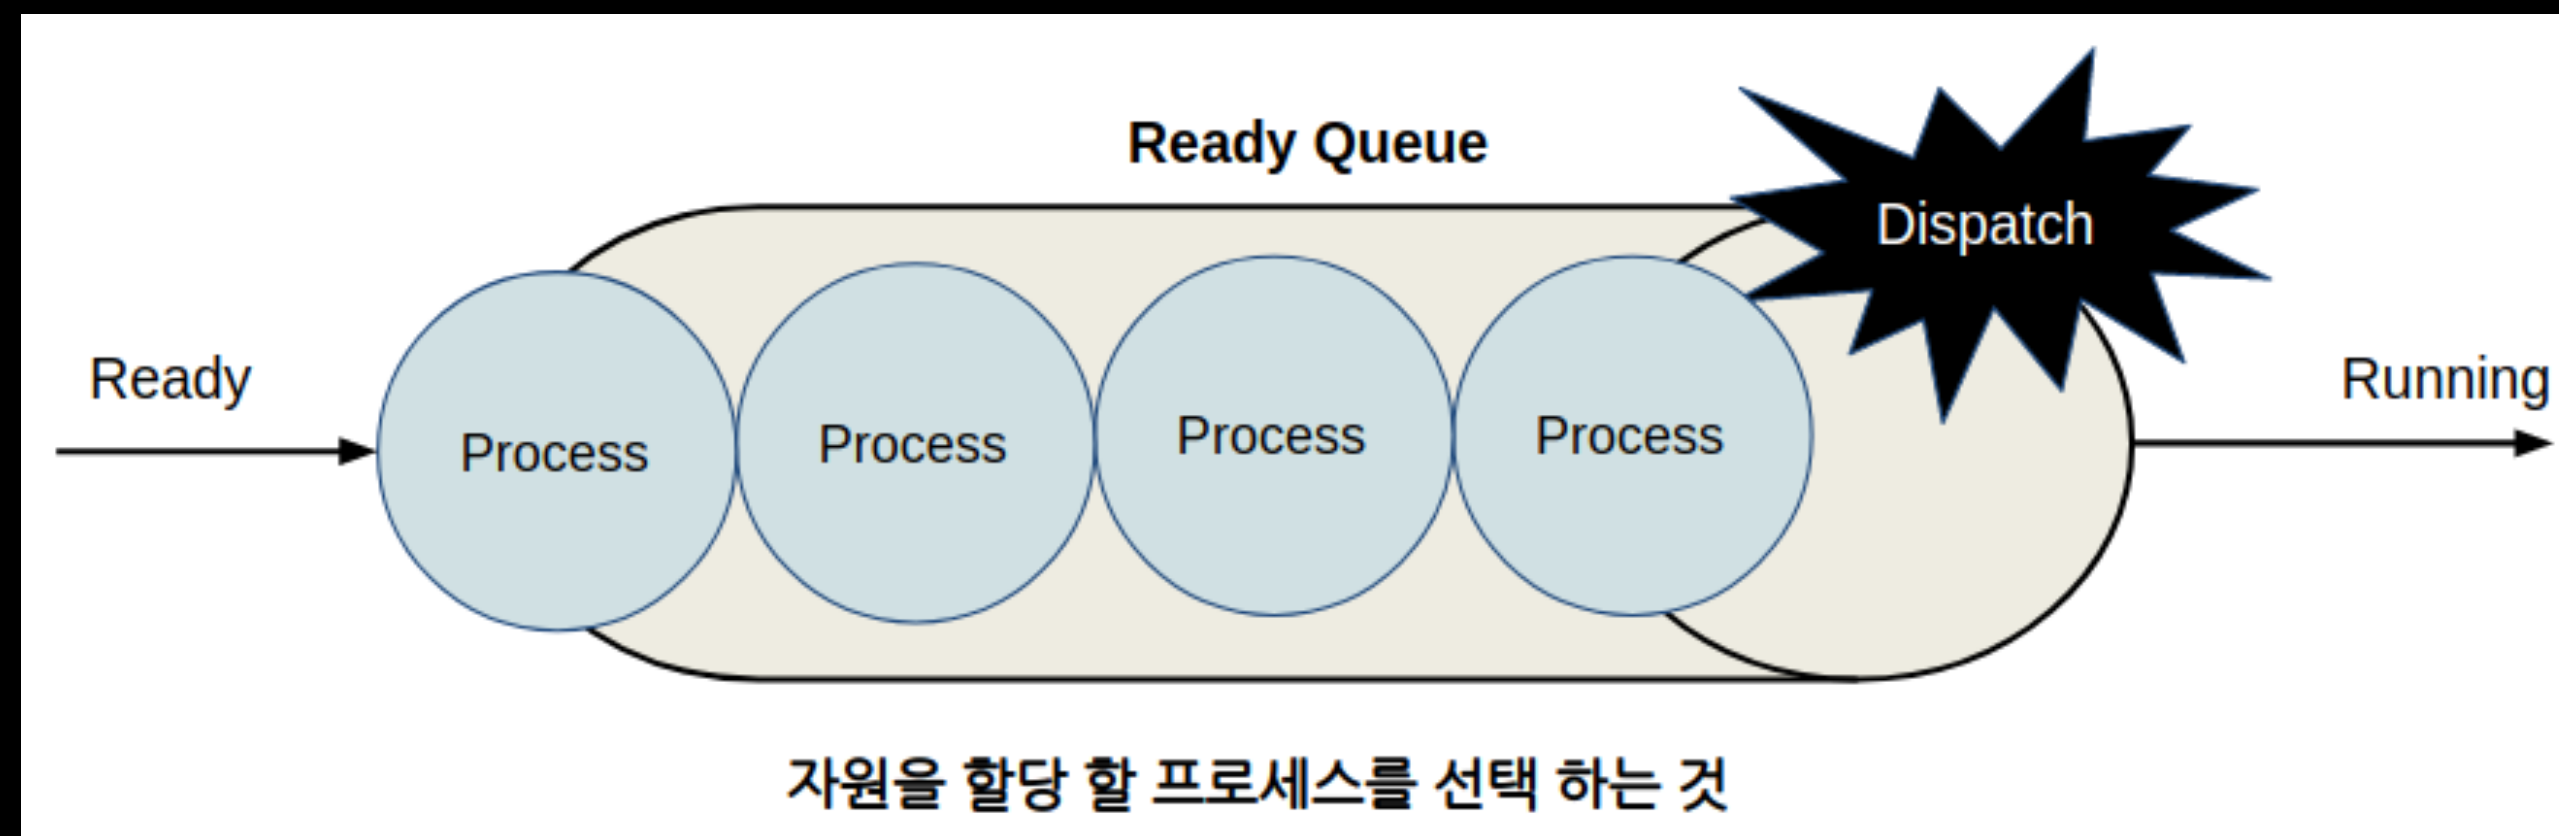 Ready Queue
Dispatch
Ready
Running
Process
Process
Process
Process
자원을 할당 할 프로세스를 선택 하는 것